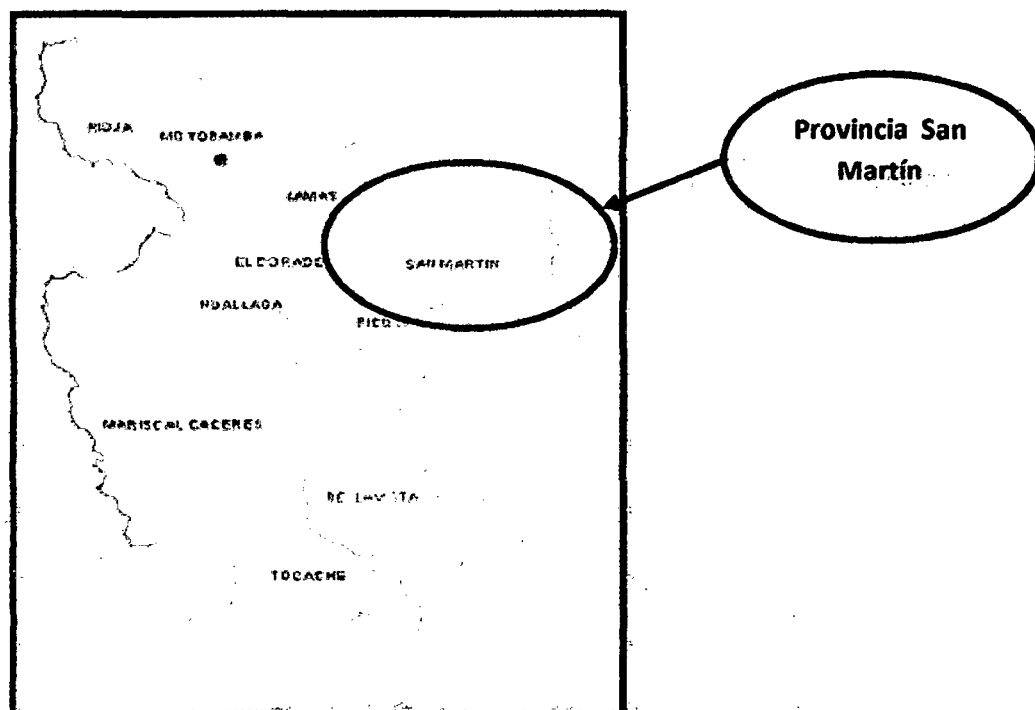 RIOJA
MOYOBAMBA
LAMAS
EL DORADO
SAN MARTIN
HUALLAGA
MARISCAL CACERES
TOCACHE
Provincia San
Martín